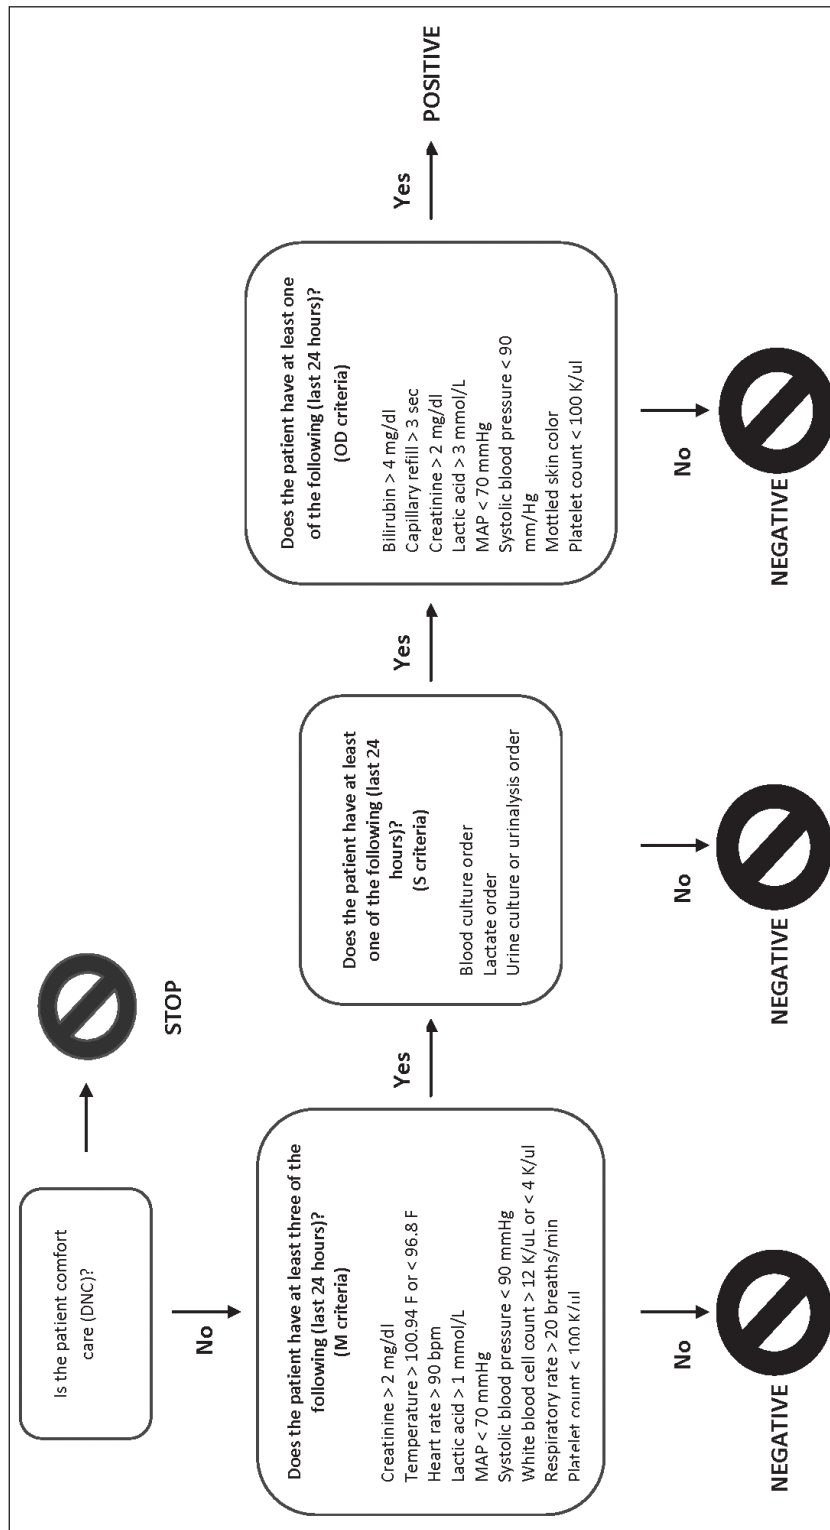 Is the patient comfort
care (DNC)?
STOP
No
Does the patient have at least three of the
following (last 24 hours)?
(M criteria)
Creatinine > 2 mg/dl
Temperature > 100.94 F or < 96.8 F
Heart rate > 90 bpm
Lactic acid > 1 mmol/L
MAP < 70 mmHg
Systolic blood pressure < 90 mmHg
White blood cell count > 12 K/uL or < 4 K/ul
Respiratory rate > 20 breaths/min
Platelet count < 100 K/ul
No
NEGATIVE
Yes
Does the patient have at least
one of the following (last 24
hours)?
(S criteria)
Blood culture order
Lactate order
Urine culture or urinalysis order
No
NEGATIVE
Yes
Does the patient have at least one
of the following (last 24 hours)?
(OD criteria)
Bilirubin > 4 mg/dl
Capillary refill > 3 sec
Creatinine > 2 mg/dl
Lactic acid > 3 mmol/L
MAP < 70 mmHg
Systolic blood pressure < 90
mm/Hg
Mottled skin color
Platelet count < 100 K/ul
No
NEGATIVE
Yes
POSITIVE